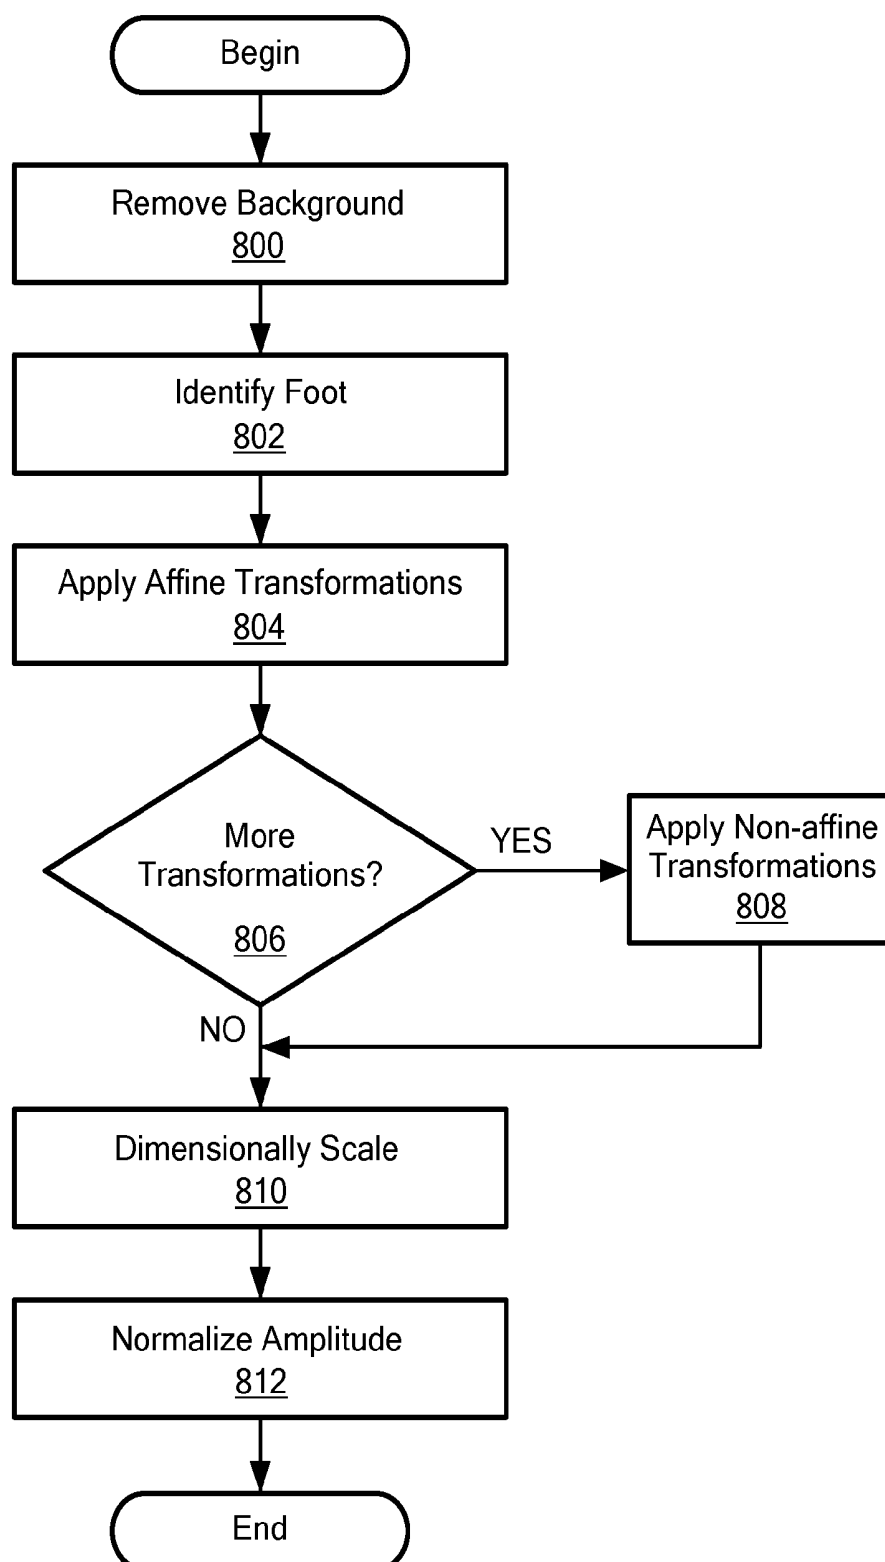 Begin
Remove Background
800
Identify Foot
802
Apply Affine Transformations
804
More
Transformations?
806
YES
Apply Non-affine
Transformations
808
NO
Dimensionally Scale
810
Normalize Amplitude
812
End